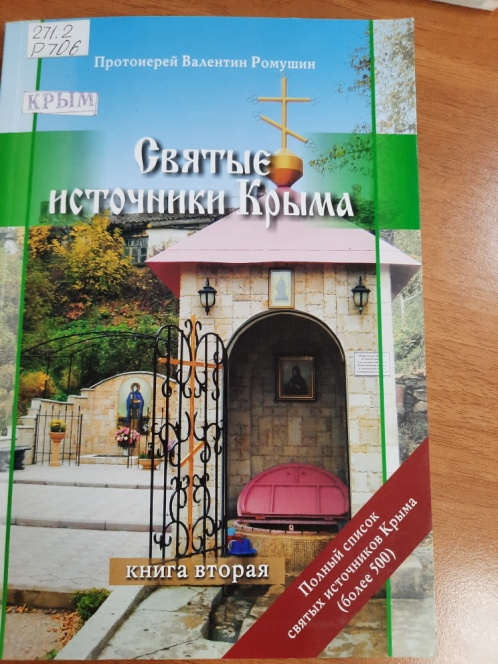 271.2
Р706
Протоиерей Валентин Ромушин
КРЫМ
Святые
источники Крыма
книга вторая
Полный список
святых источников Крыма
(более 500)